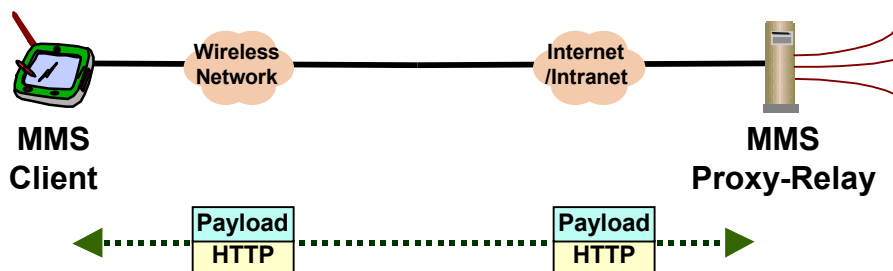 Wireless
Network
Internet
/Intranet
MMS
Client
MMS
Proxy-Relay
Payload
HTTP
Payload
HTTP